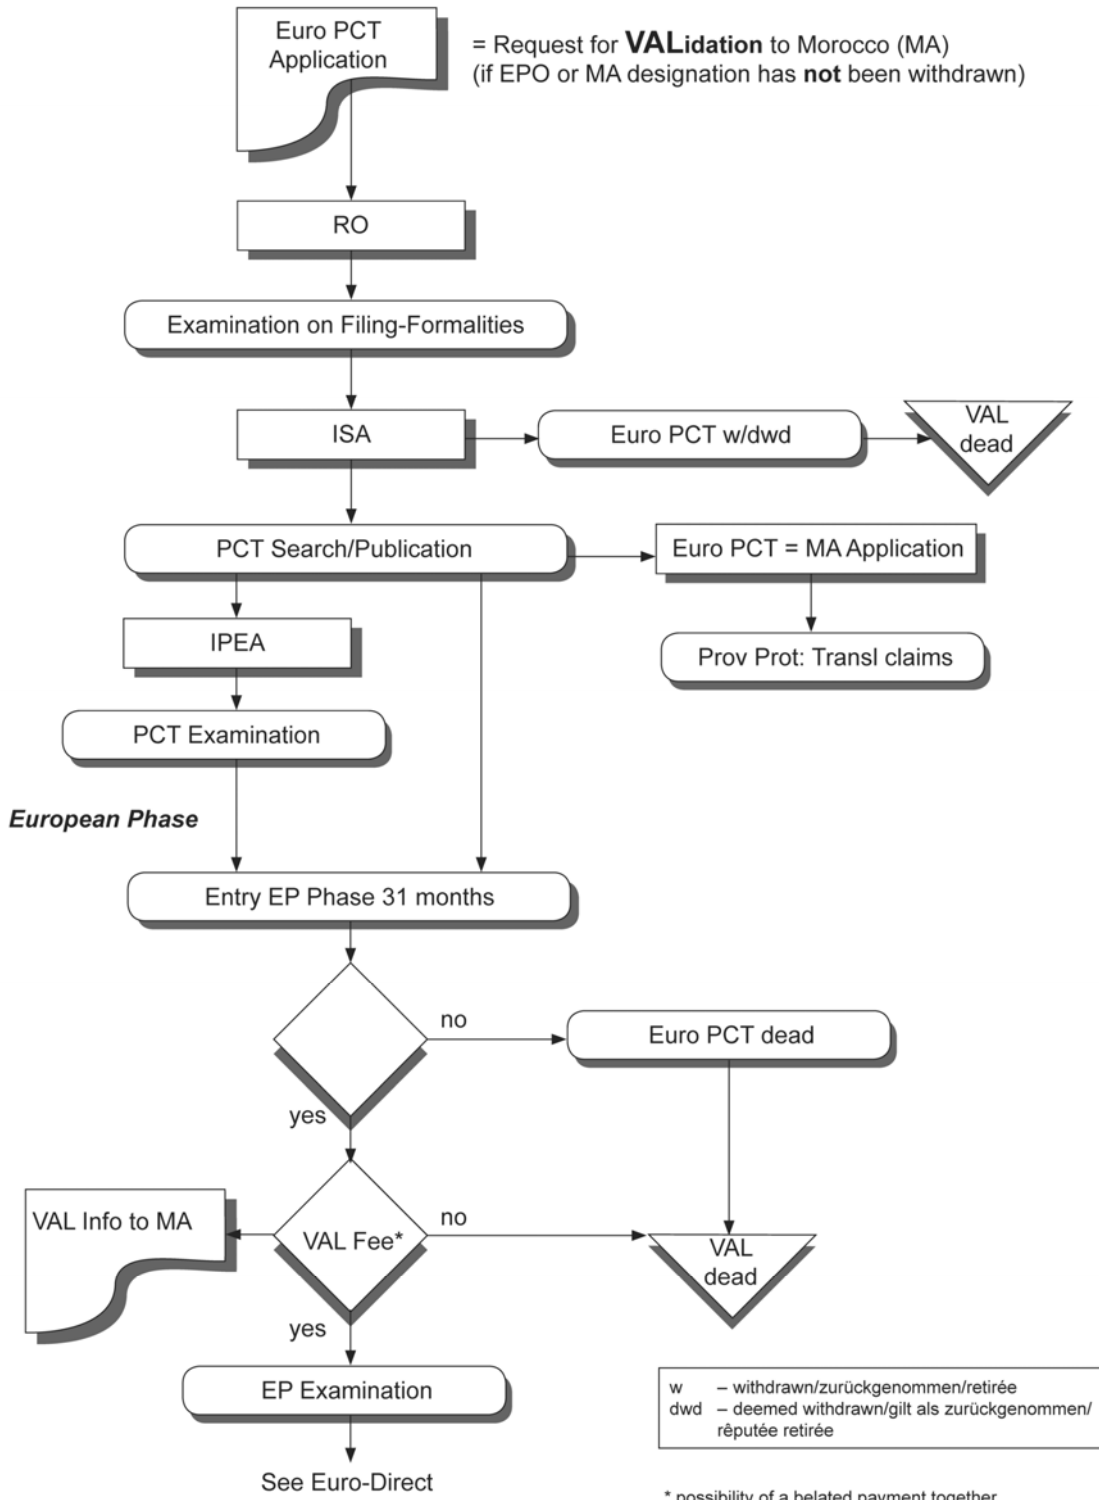 Euro PCT
Application
= Request for VALidation to Morocco (MA)
(if EPO or MA designation has not been withdrawn)
RO
Examination on Filing-Formalities
ISA
Euro PCT w/dwd
VAL
dead
PCT Search/Publication
Euro PCT = MA Application
IPEA
Prov Prot: Transl claims
PCT Examination
European Phase
Entry EP Phase 31 months
no
Euro PCT dead
yes
VAL Info to MA
VAL Fee*
no
VAL
dead
yes
EP Examination
w – withdrawn/zurückgenommen/retirée
dwd – deemed withdrawn/gilt als zurückgenommen/
rêputée retirée
See Euro-Direct
* possibility of a belated payment together